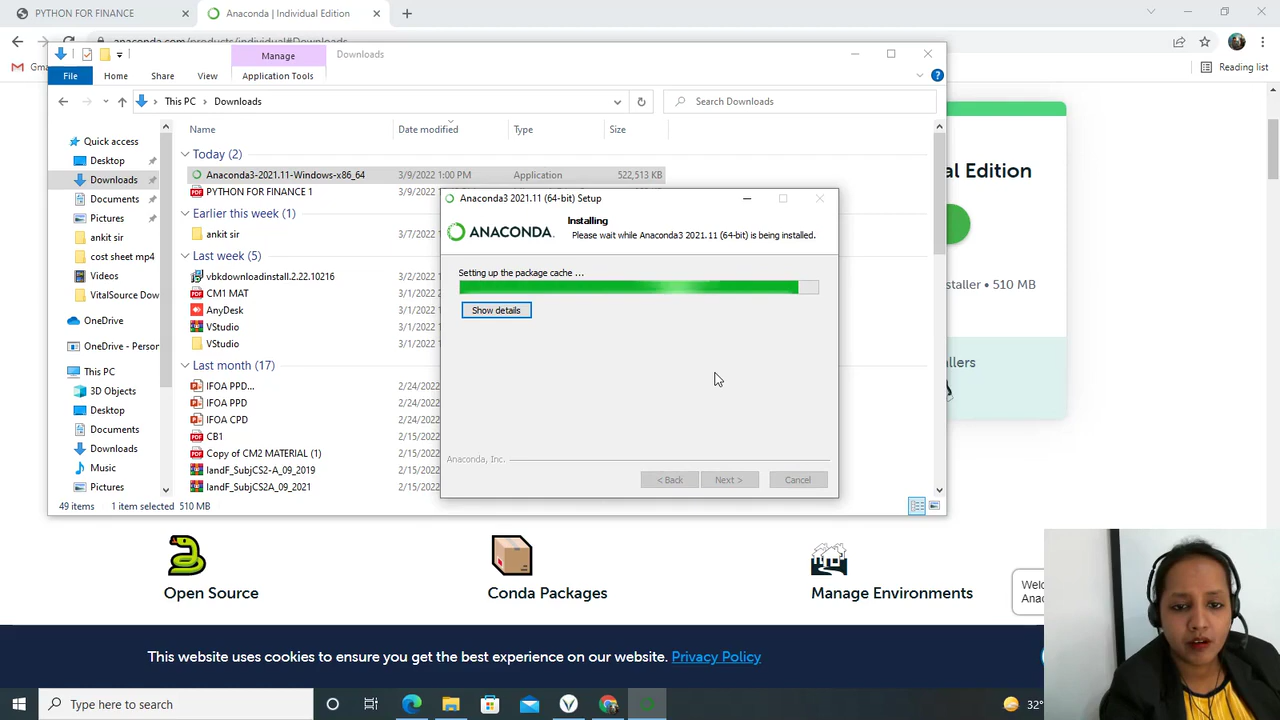 PYTHON FOR FINANCE
Anaconda | Individual Edition
anaconda.com/products/individual#Downloads
Reading list
Manage
Downloads
File
Home
Share
View
Application Tools
This PC
Downloads
Search Downloads
Name
Date modified
Type
Size
Quick access
Desktop
Downloads
Documents
Pictures
ankit sir
cost sheet mp4
Videos
VitalSource Dow
OneDrive
OneDrive - Person
This PC
3D Objects
Desktop
Documents
Downloads
Music
Pictures
Today (2)
Anaconda3-2021.11-Windows-x86_64 3/9/2022 1:00 PM Application 522,513 KB
PYTHON FOR FINANCE 1
Earlier this week (1)
ankit sir 3/7/2022
Last week (5)
vbkdownloadinstall.2.22.10216 3/2/2022
CM1 MAT 3/1/2022
AnyDesk 3/1/2022
VStudio 3/1/2022
VStudio 3/1/2022
Last month (17)
IFOA PPD... 2/24/2022
IFOA PPD 2/24/2022
IFOA CPD 2/24/2022
CB1 2/15/2022
Copy of CM2 MATERIAL (1) 2/15/2022
IandF_SubjCS2-A_09_2019 2/15/2022
IandF_SubjCS2A_09_2021 2/15/2022
49 items 1 item selected 510 MB
Anaconda3 2021.11 (64-bit) Setup
ANACONDA.
Installing
Please wait while Anaconda3 2021.11 (64-bit) is being installed.
Setting up the package cache ...
Show details
Anaconda, Inc.
< Back
Next >
Cancel
al Edition
staller • 510 MB
allers
Open Source
Conda Packages
Manage Environments
Welc
Anac
This website uses cookies to ensure you get the best experience on our website. Privacy Policy
Type here to search
32°